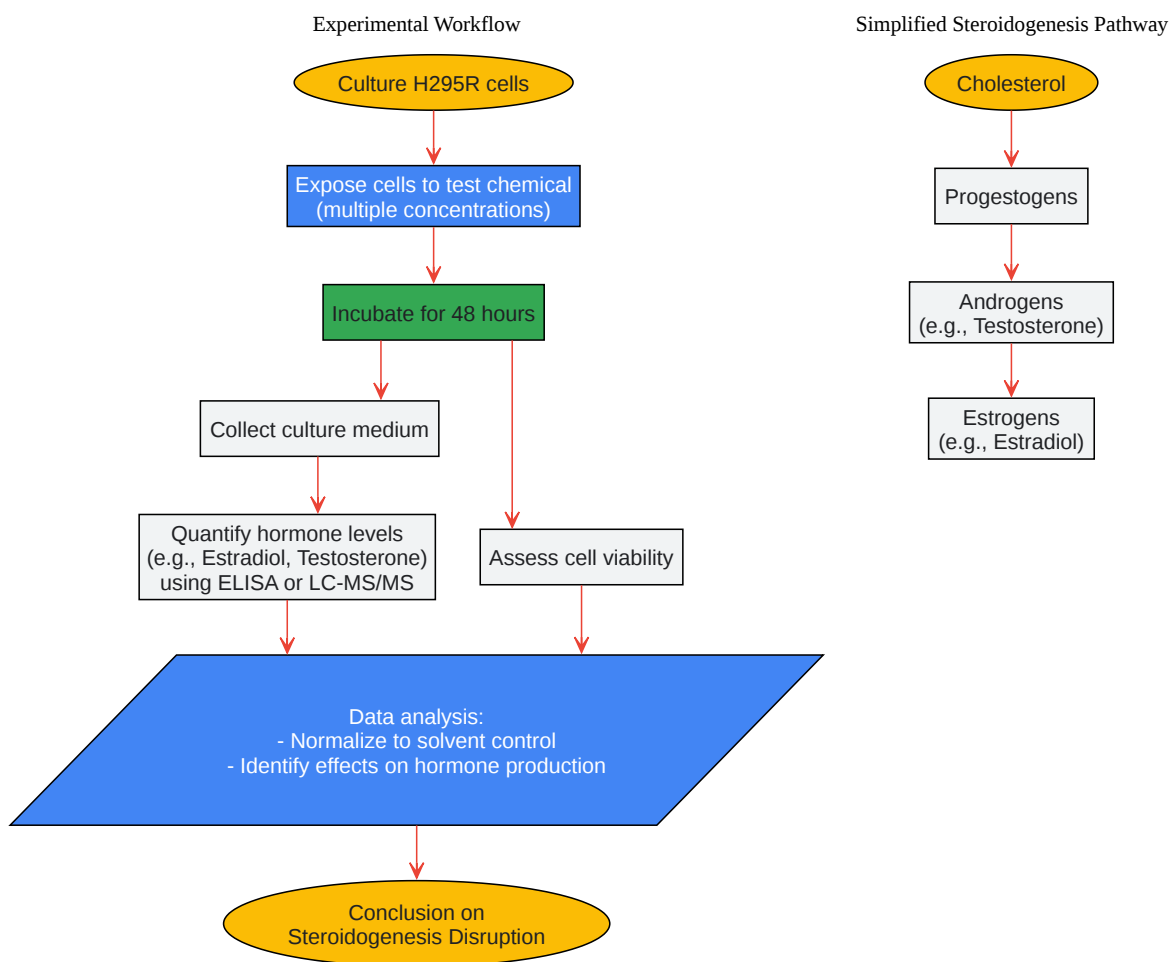 Experimental Workflow
Culture H295R cells
Expose cells to test chemical
(multiple concentrations)
Incubate for 48 hours
Collect culture medium
Quantify hormone levels
(e.g., Estradiol, Testosterone)
using ELISA or LC-MS/MS
Assess cell viability
Data analysis:
- Normalize to solvent control
- Identify effects on hormone production
Conclusion on
Steroidogenesis Disruption
Simplified Steroidogenesis Pathway
Cholesterol
Progestogens
Androgens
(e.g., Testosterone)
Estrogens
(e.g., Estradiol)